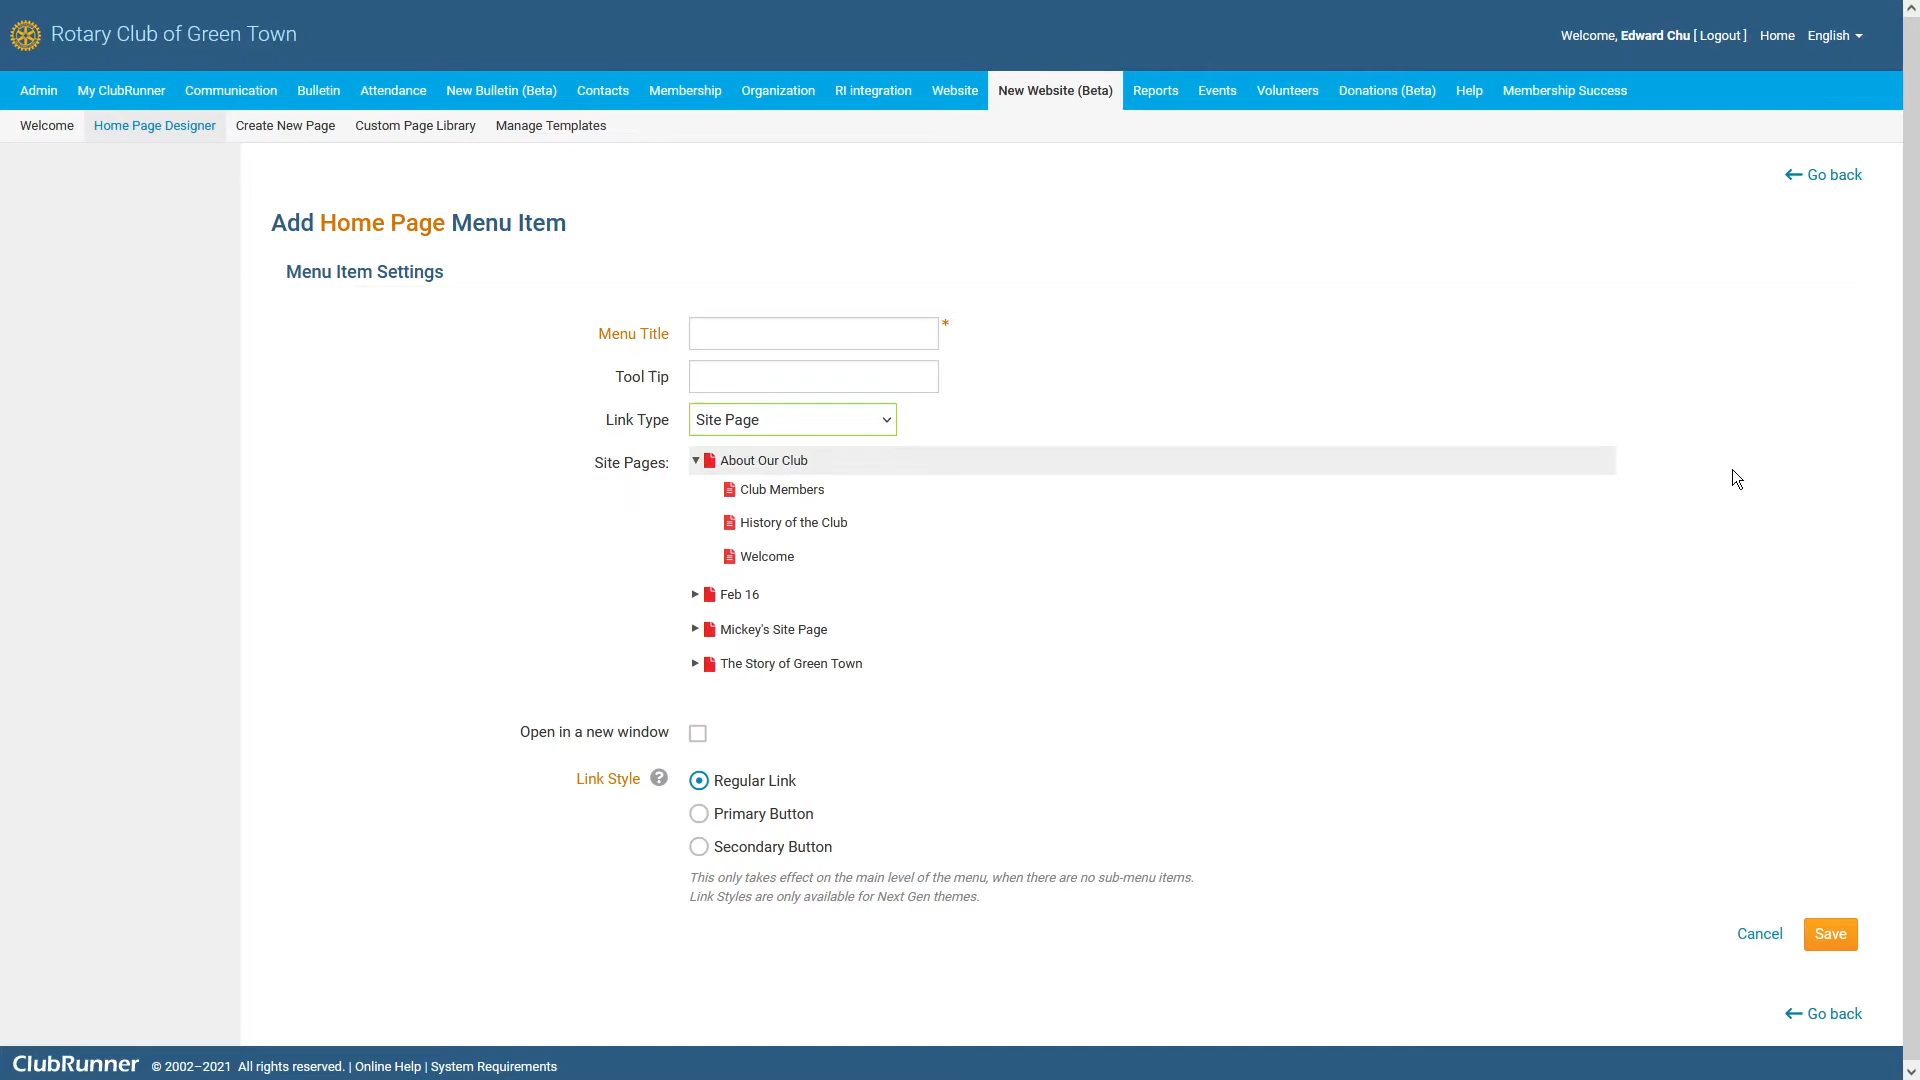 Rotary Club of Green Town
Welcome, Edward Chu [ Logout ] Home English
Admin My ClubRunner Communication Bulletin Attendance New Bulletin (Beta) Contacts Membership Organization RI integration Website New Website (Beta) Reports Events Volunteers Donations (Beta) Help Membership Success
Welcome Home Page Designer Create New Page Custom Page Library Manage Templates
Go back
Add Home Page Menu Item
Menu Item Settings
Menu Title *
Tool Tip
Link Type Site Page
Site Pages: About Our Club
Club Members
History of the Club
Welcome
Feb 16
Mickey's Site Page
The Story of Green Town
Open in a new window
Link Style ? Regular Link
Primary Button
Secondary Button
This only takes effect on the main level of the menu, when there are no sub-menu items.
Link Styles are only available for Next Gen themes.
Cancel Save
Go back
ClubRunner © 2002–2021 All rights reserved. | Online Help | System Requirements